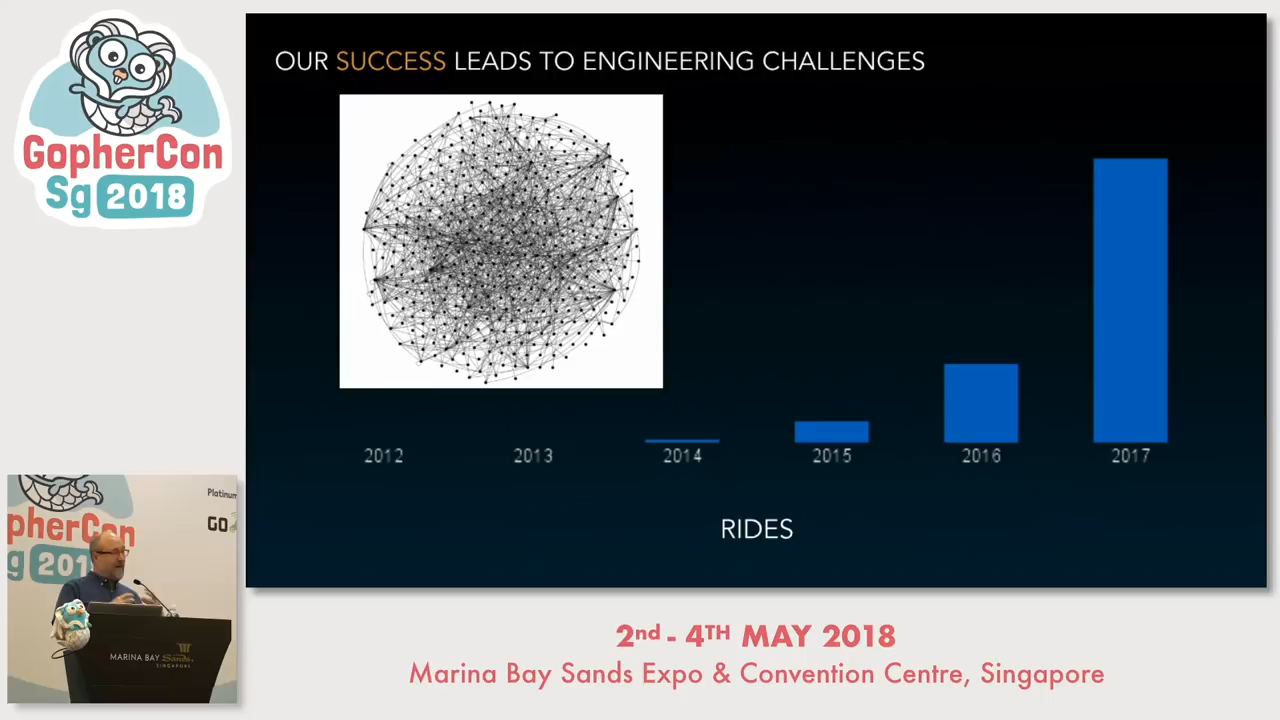 GopherCon
Sg 2018
OUR SUCCESS LEADS TO ENGINEERING CHALLENGES
2012 2013 2014 2015 2016 2017
RIDES
Platinum
GO
pherCon
g 201
MARINA BAY Sands
SINGAPORE
2nd - 4TH MAY 2018
Marina Bay Sands Expo & Convention Centre, Singapore